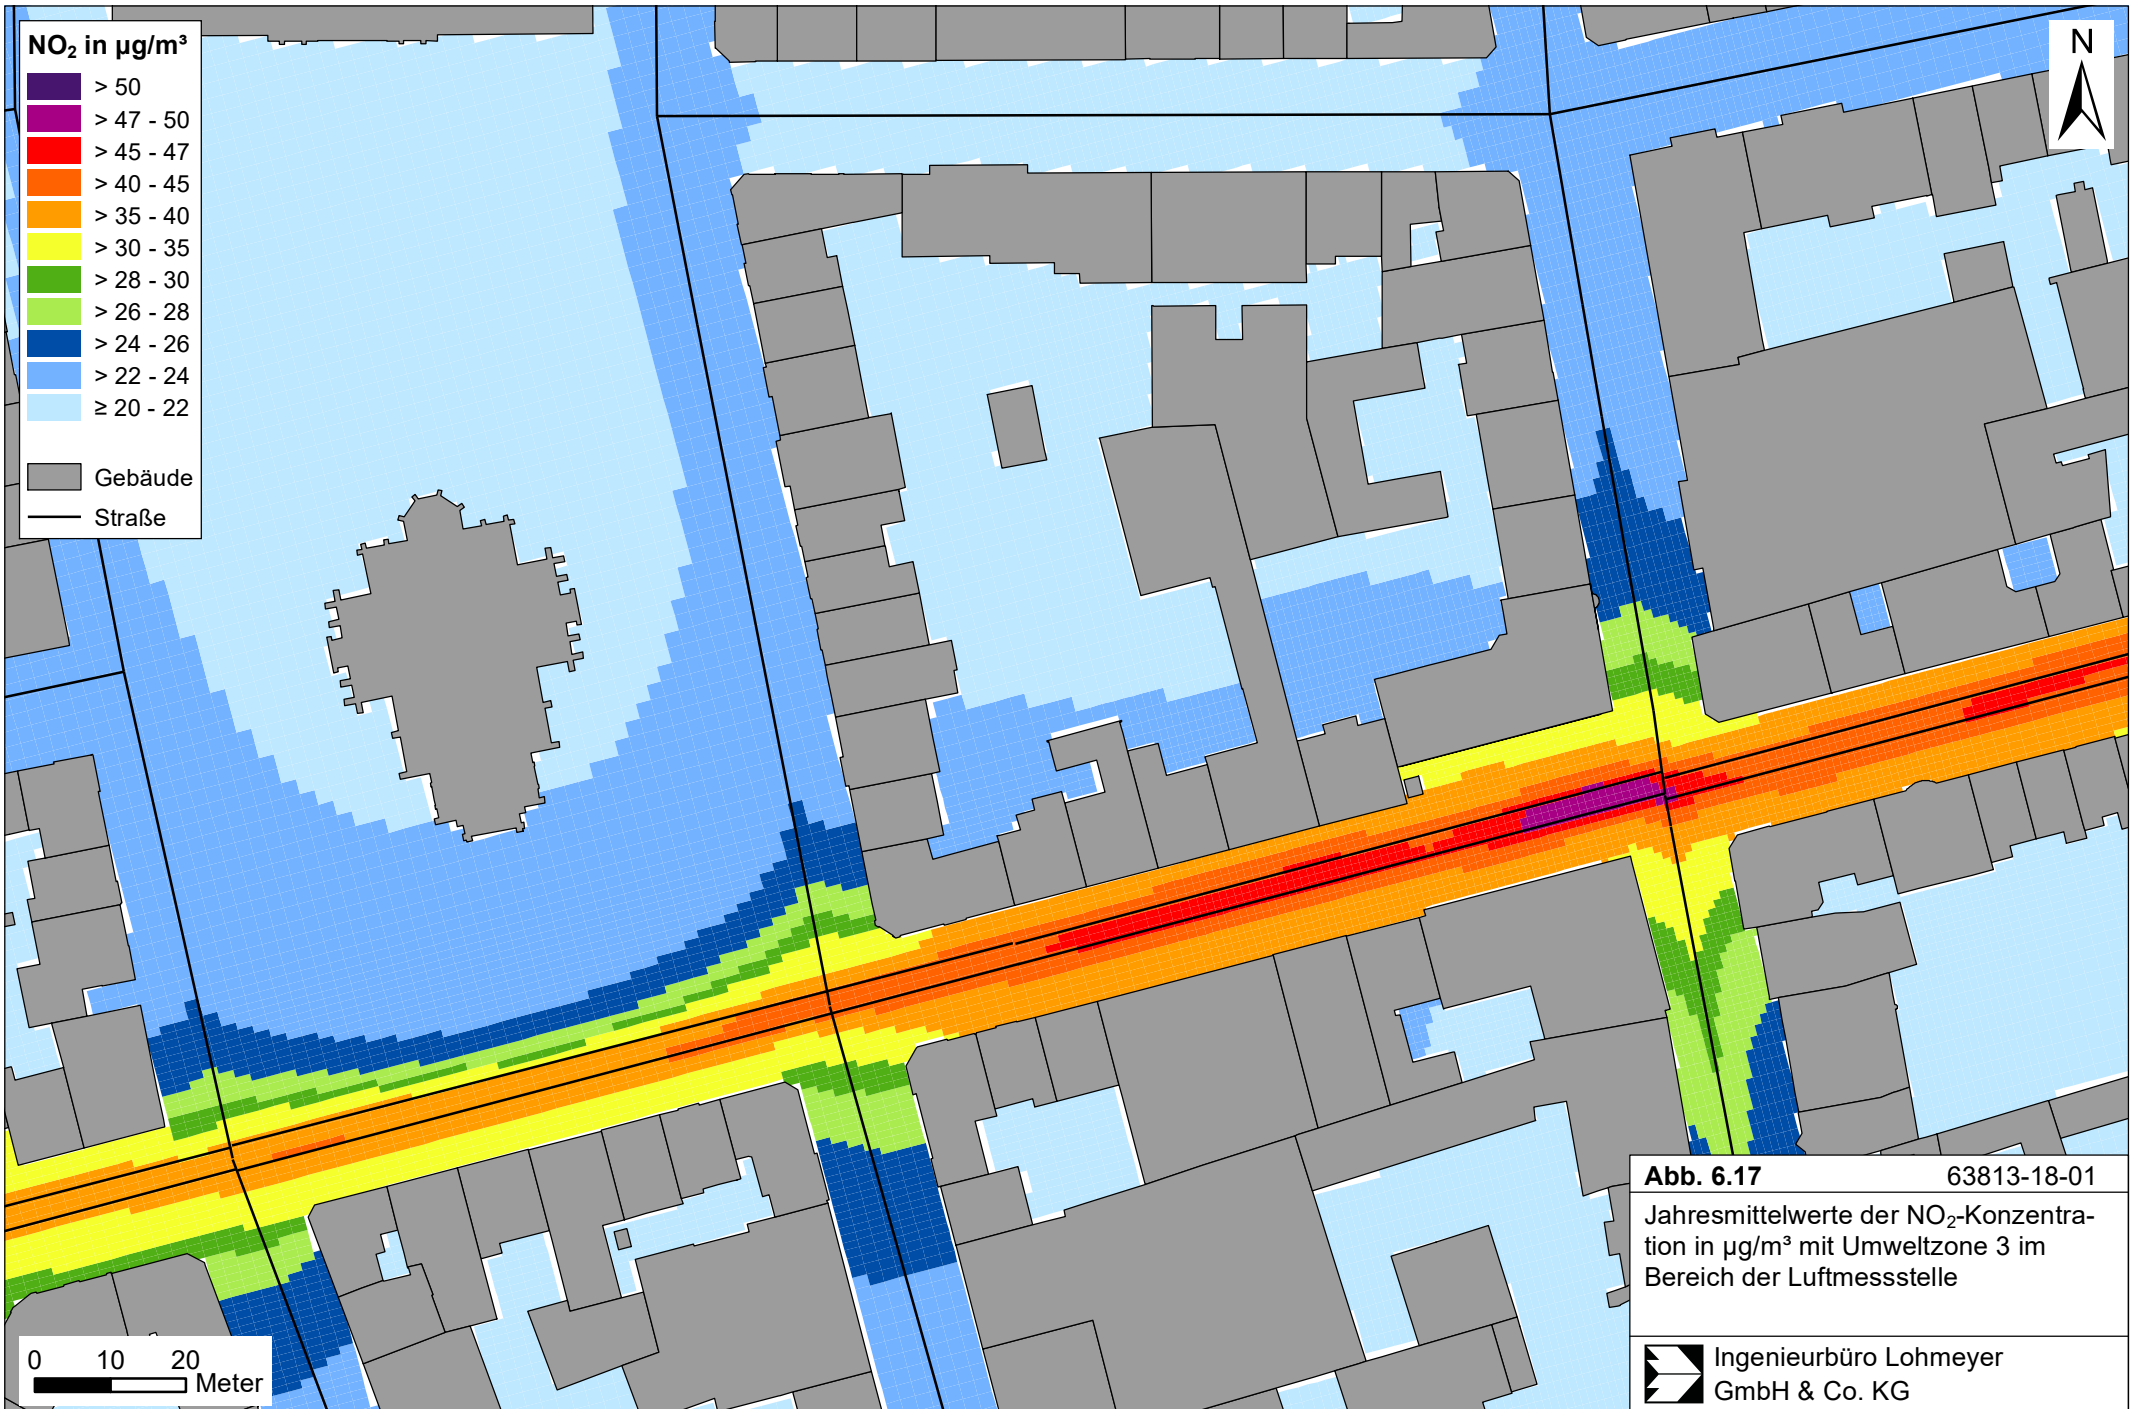 NO₂ in µg/m³
> 50
> 47 - 50
> 45 - 47
> 40 - 45
> 35 - 40
> 30 - 35
> 28 - 30
> 26 - 28
> 24 - 26
> 22 - 24
≥ 20 - 22
Gebäude
Straße
N
0 10 20
Meter
Abb. 6.17 63813-18-01
Jahresmittelwerte der NO₂-Konzentra-
tion in µg/m³ mit Umweltzone 3 im
Bereich der Luftmessstelle
Ingenieurbüro Lohmeyer
GmbH & Co. KG